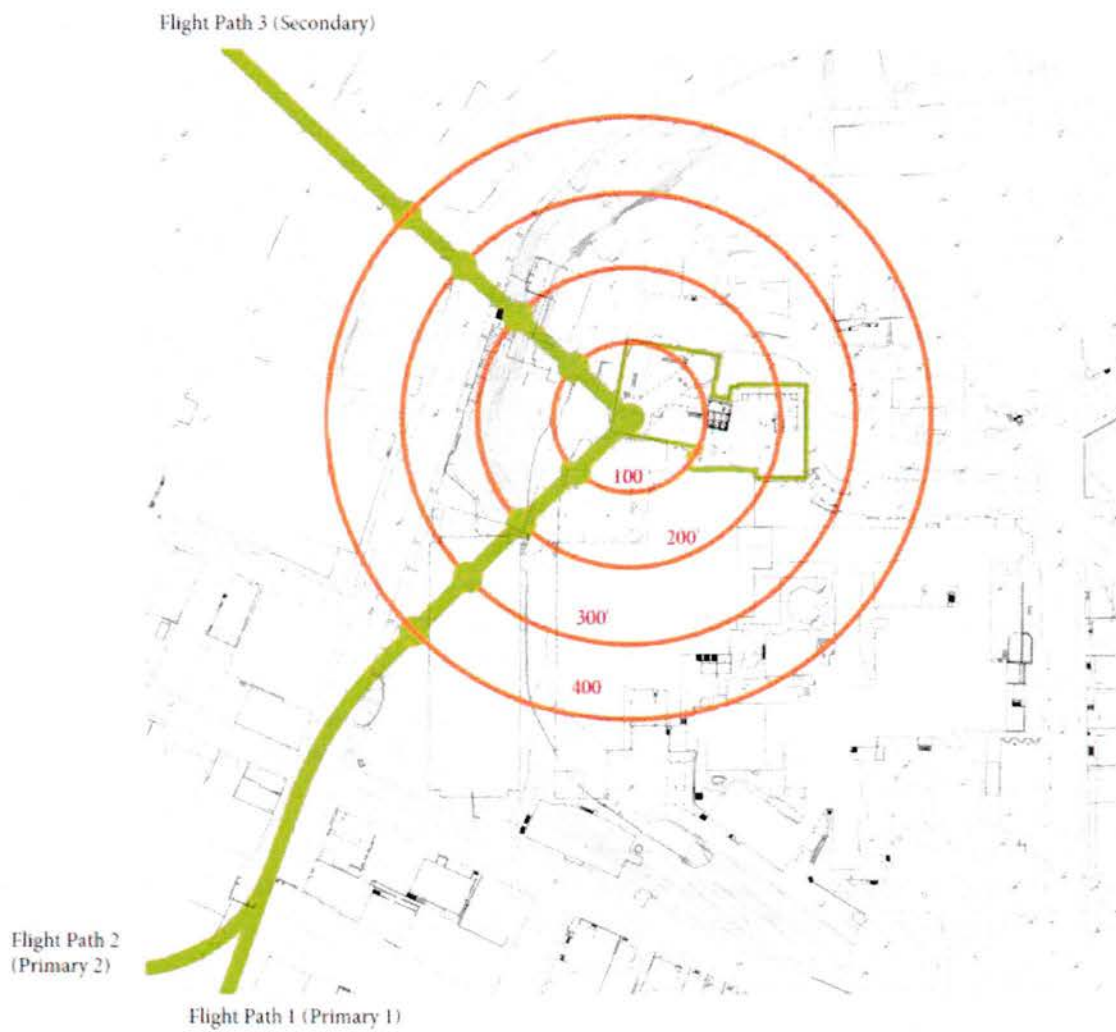 Flight Path 3 (Secondary)
100'
200'
300'
400
Flight Path 2
(Primary 2)
Flight Path 1 (Primary 1)